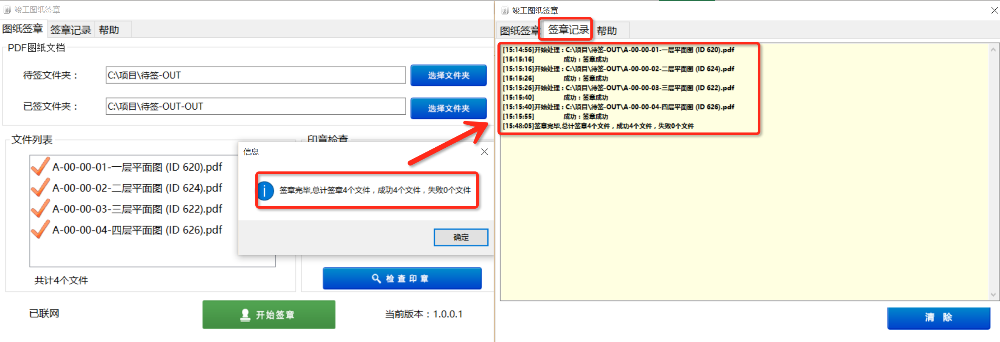 竣工图纸签章
图纸签章 签章记录 帮助
PDF图纸文档
待签文件夹： C:\项目\待签-OUT 选择文件夹
已签文件夹： C:\项目\待签-OUT-OUT 选择文件夹
文件列表
A-00-00-01-一层平面图 (ID 620).pdf
A-00-00-02-二层平面图 (ID 624).pdf
A-00-00-03-三层平面图 (ID 622).pdf
A-00-00-04-四层平面图 (ID 626).pdf
共计4个文件
印章检查
信息
签章完毕,总计签章4个文件，成功4个文件，失败0个文件
确定
检查印章
已联网
开始签章
当前版本：1.0.0.1
竣工图纸签章
图纸签章 签章记录 帮助
[15:14:56]开始处理：C:\项目\待签-OUT\A-00-00-01-一层平面图 (ID 620).pdf
[15:15:16] 成功：签章成功
[15:15:16]开始处理：C:\项目\待签-OUT\A-00-00-02-二层平面图 (ID 624).pdf
[15:15:26] 成功：签章成功
[15:15:26]开始处理：C:\项目\待签-OUT\A-00-00-03-三层平面图 (ID 622).pdf
[15:15:40] 成功：签章成功
[15:15:40]开始处理：C:\项目\待签-OUT\A-00-00-04-四层平面图 (ID 626).pdf
[15:15:55] 成功：签章成功
[15:48:05]签章完毕,总计签章4个文件，成功4个文件，失败0个文件
清 除